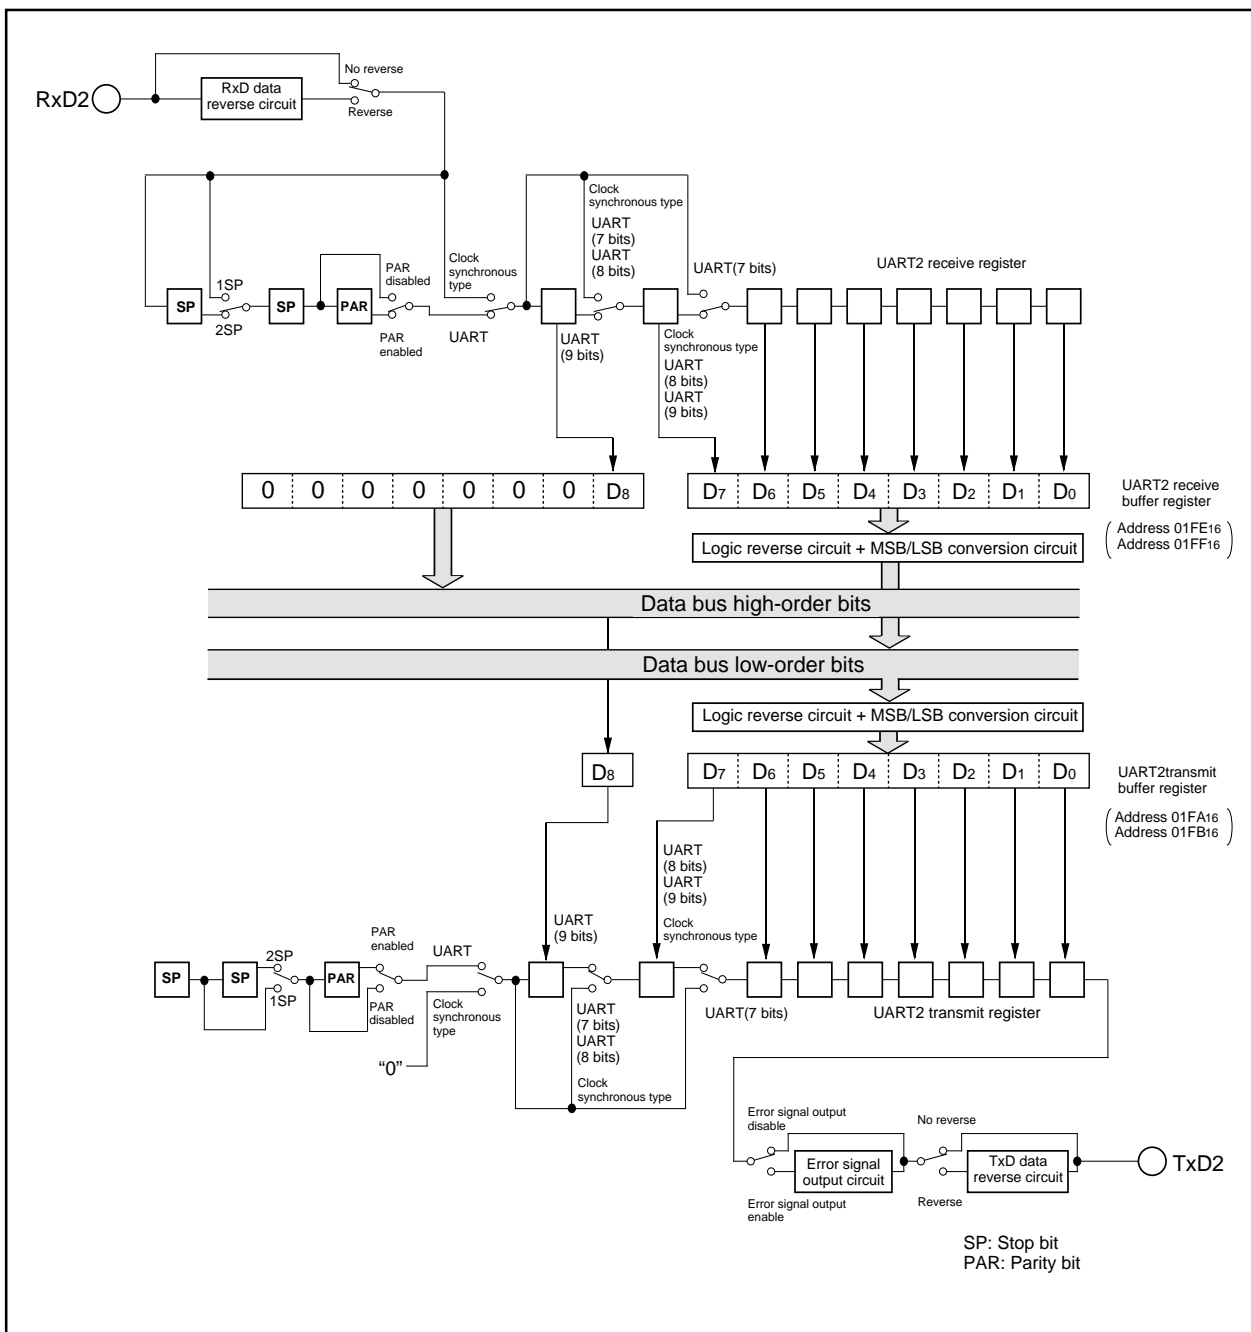 No reverse
RxD2
RxD data
reverse circuit
Reverse
Clock
synchronous type
UART
(7 bits)
UART
(8 bits)
UART(7 bits)
UART2 receive register
PAR
disabled
Clock
synchronous
type
1SP
SP
SP
PAR
2SP
PAR
enabled
UART
UART
(9 bits)
Clock
synchronous type
UART
(8 bits)
UART
(9 bits)
0 0 0 0 0 0 0 D8
D7 D6 D5 D4 D3 D2 D1 D0
UART2 receive
buffer register
Logic reverse circuit + MSB/LSB conversion circuit
Address 01FE16
Address 01FF16
Data bus high-order bits
Data bus low-order bits
Logic reverse circuit + MSB/LSB conversion circuit
D8
D7 D6 D5 D4 D3 D2 D1 D0
UART2transmit
buffer register
Address 01FA16
Address 01FB16
UART
(8 bits)
UART
(9 bits)
Clock
synchronous type
UART
(9 bits)
PAR
enabled
UART
2SP
SP
SP
PAR
1SP
PAR
disabled
Clock
synchronous
type
"0"
UART
(7 bits)
UART
(8 bits)
Clock
synchronous type
UART(7 bits)
UART2 transmit register
Error signal output
disable
No reverse
Error signal
output circuit
TxD data
reverse circuit
TxD2
Error signal output
enable
Reverse
SP: Stop bit
PAR: Parity bit